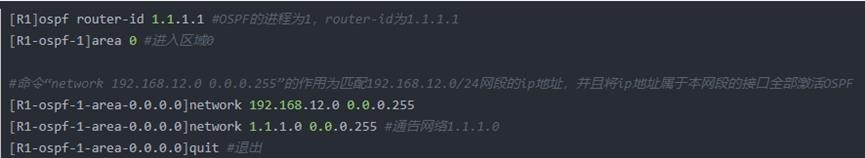 [R1]ospf router-id 1.1.1.1 #OSPF的进程为1，router-id为1.1.1.1
[R1-ospf-1]area 0 #进入区域0
#命令“network 192.168.12.0 0.0.0.255”的作用为匹配192.168.12.0/24网段的ip地址，并且将ip地址属于本网段的接口全部激活OSPF
[R1-ospf-1-area-0.0.0.0]network 192.168.12.0 0.0.0.255
[R1-ospf-1-area-0.0.0.0]network 1.1.1.0 0.0.0.255 #通告网络1.1.1.0
[R1-ospf-1-area-0.0.0.0]quit #退出